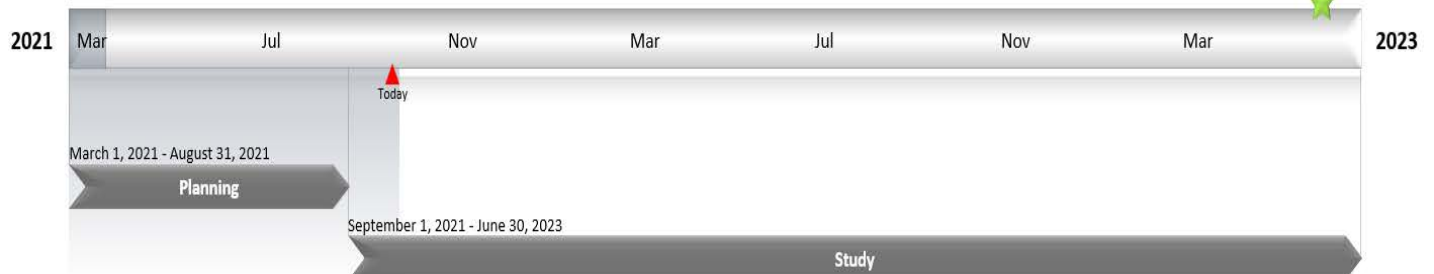 2021 Mar Jul Nov Mar Jul Nov Mar 2023
Today
March 1, 2021 - August 31, 2021
Planning
September 1, 2021 - June 30, 2023
Study